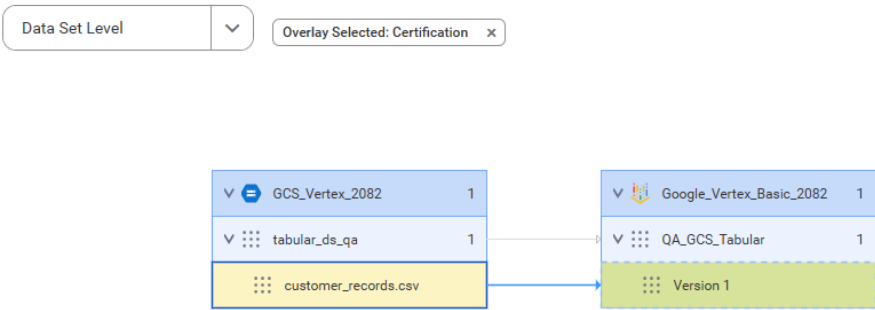 Data Set Level
Overlay Selected: Certification ×
GCS_Vertex_2082 1
Google_Vertex_Basic_2082 1
tabular_ds_qa 1
QA_GCS_Tabular 1
customer_records.csv
Version 1